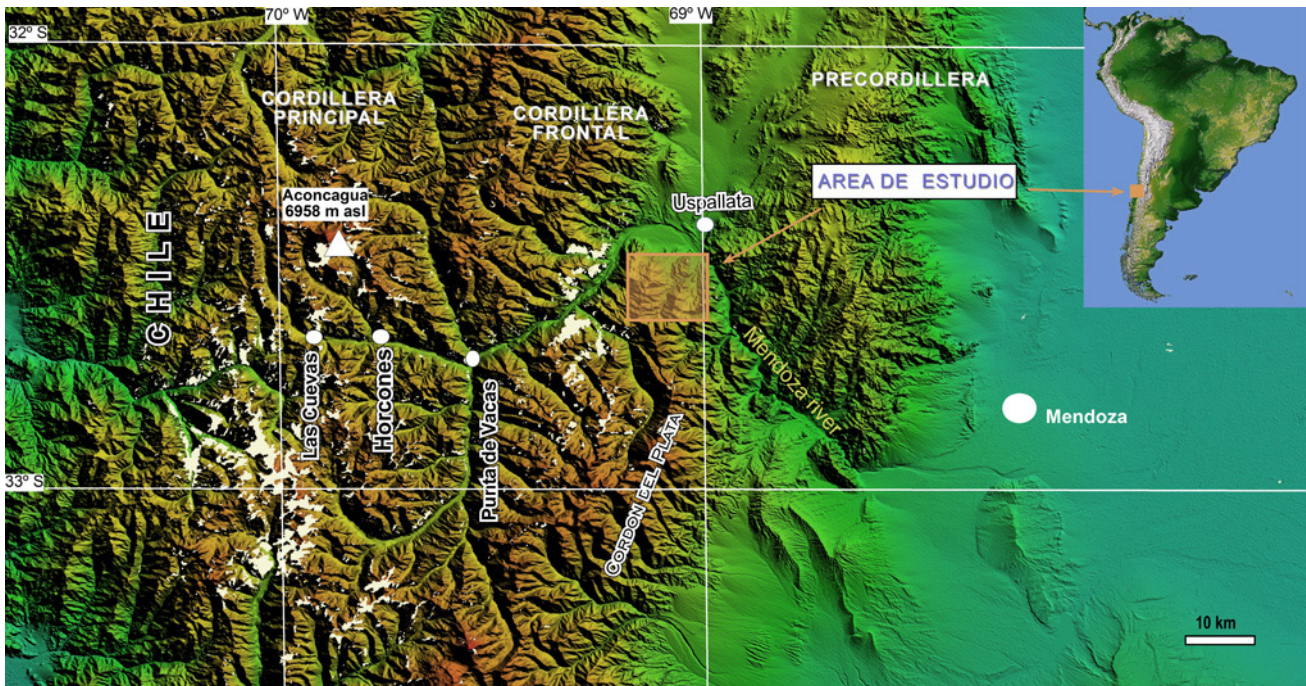 70º W
69º W
32º S
PRECORDILLERA
CORDILLERA
PRINCIPAL
CORDILLERA
FRONTAL
AREA DE ESTUDIO
Aconcagua
6958 m asl
Uspallata
CHILE
Las Cuevas
Horcones
Punta de Vacas
CORDON DEL PLATA
Mendoza river
Mendoza
33º S
10 km